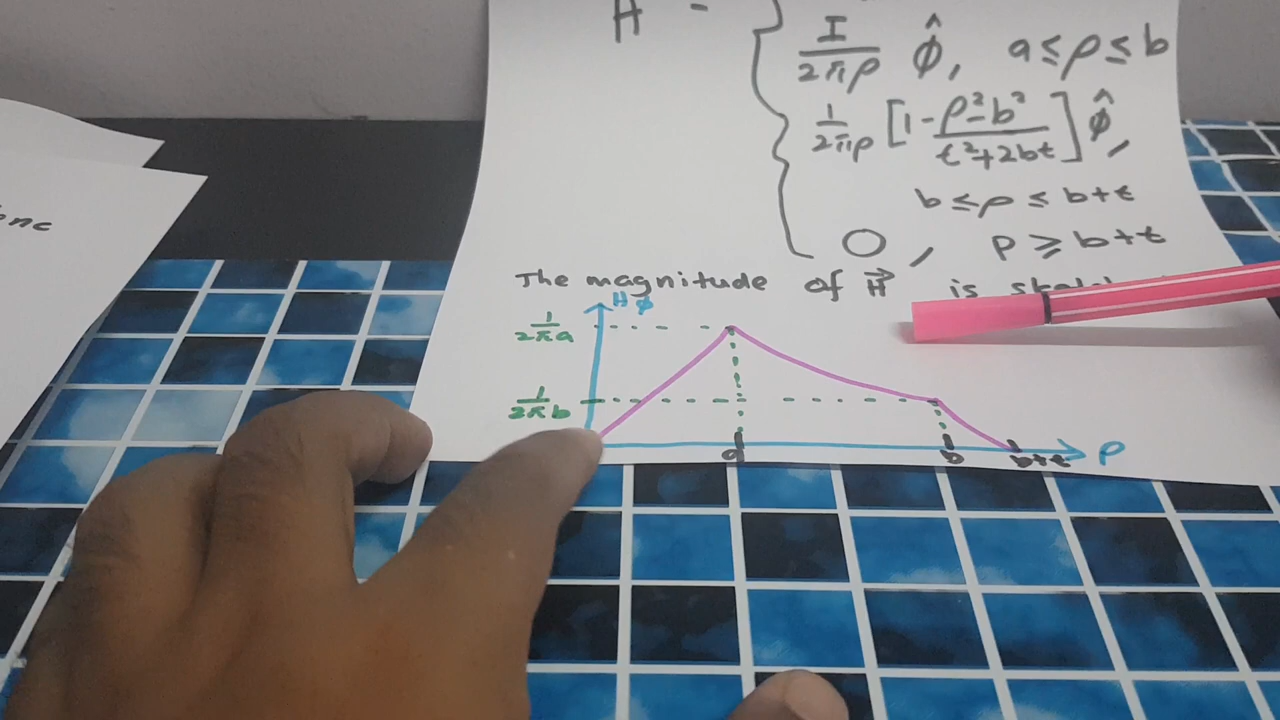 H =
I/2πρ φ̂, a ≤ ρ ≤ b
1/2πρ [1 - ρ²-b²/t²+2bt] φ̂,
b ≤ ρ ≤ b+t
0, ρ ≥ b+t
The magnitude of H⃗ is
Hφ
1/2πa
1/2πb
a b b+t ρ